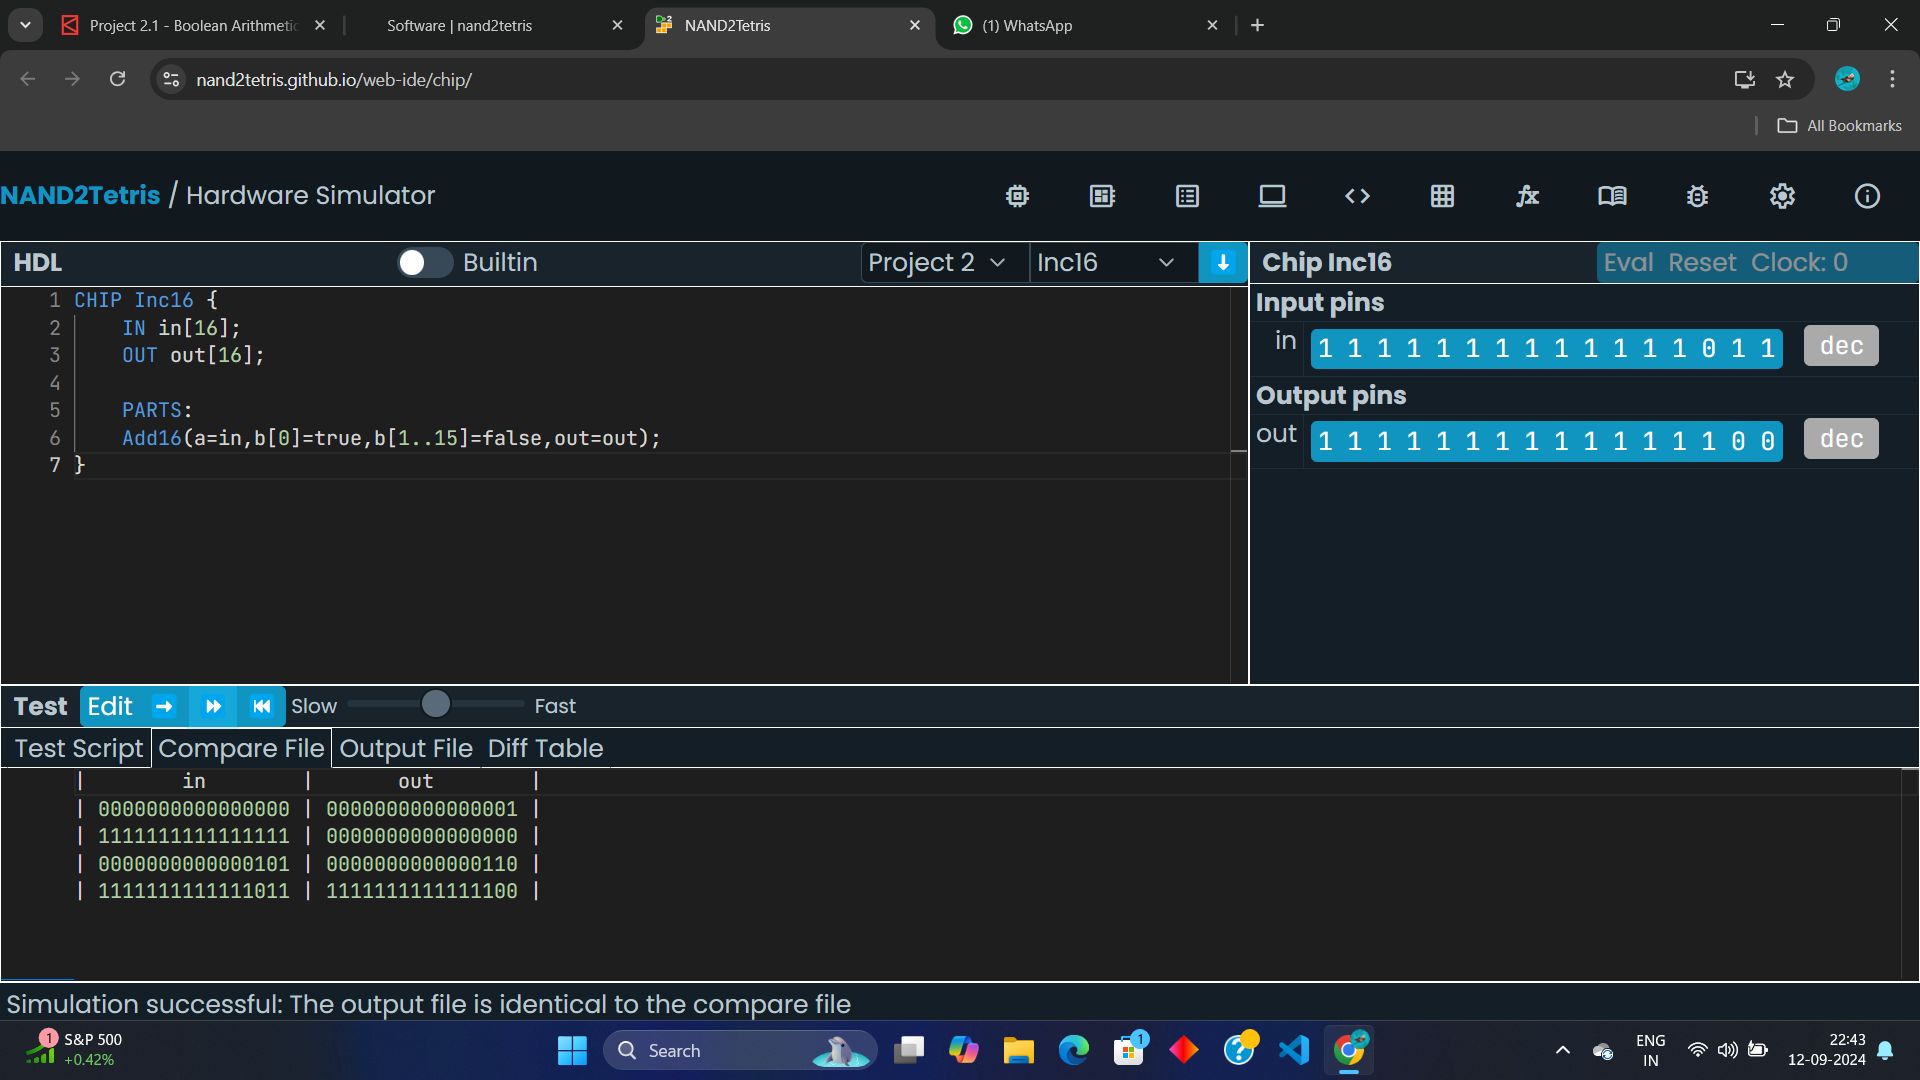 Project 2.1 - Boolean Arithmetic
Software | nand2tetris
NAND2Tetris
(1) WhatsApp
nand2tetris.github.io/web-ide/chip/
All Bookmarks
NAND2Tetris / Hardware Simulator
HDL
Builtin
Project 2
Inc16
Chip Inc16
Eval Reset Clock: 0
1 CHIP Inc16 {
2 IN in[16];
3 OUT out[16];
4
5 PARTS:
6 Add16(a=in,b[0]=true,b[1..15]=false,out=out);
7 }
Input pins
in 1 1 1 1 1 1 1 1 1 1 1 1 1 0 1 1 dec
Output pins
out 1 1 1 1 1 1 1 1 1 1 1 1 1 1 0 0 dec
Test Edit Slow Fast
Test Script Compare File Output File Diff Table
| in | out |
| 0000000000000000 | 0000000000000001 |
| 1111111111111111 | 0000000000000000 |
| 0000000000000101 | 0000000000000110 |
| 1111111111111011 | 1111111111111100 |
Simulation successful: The output file is identical to the compare file
1
S&P 500
+0.42%
Search
1
ENG
IN
22:43
12-09-2024